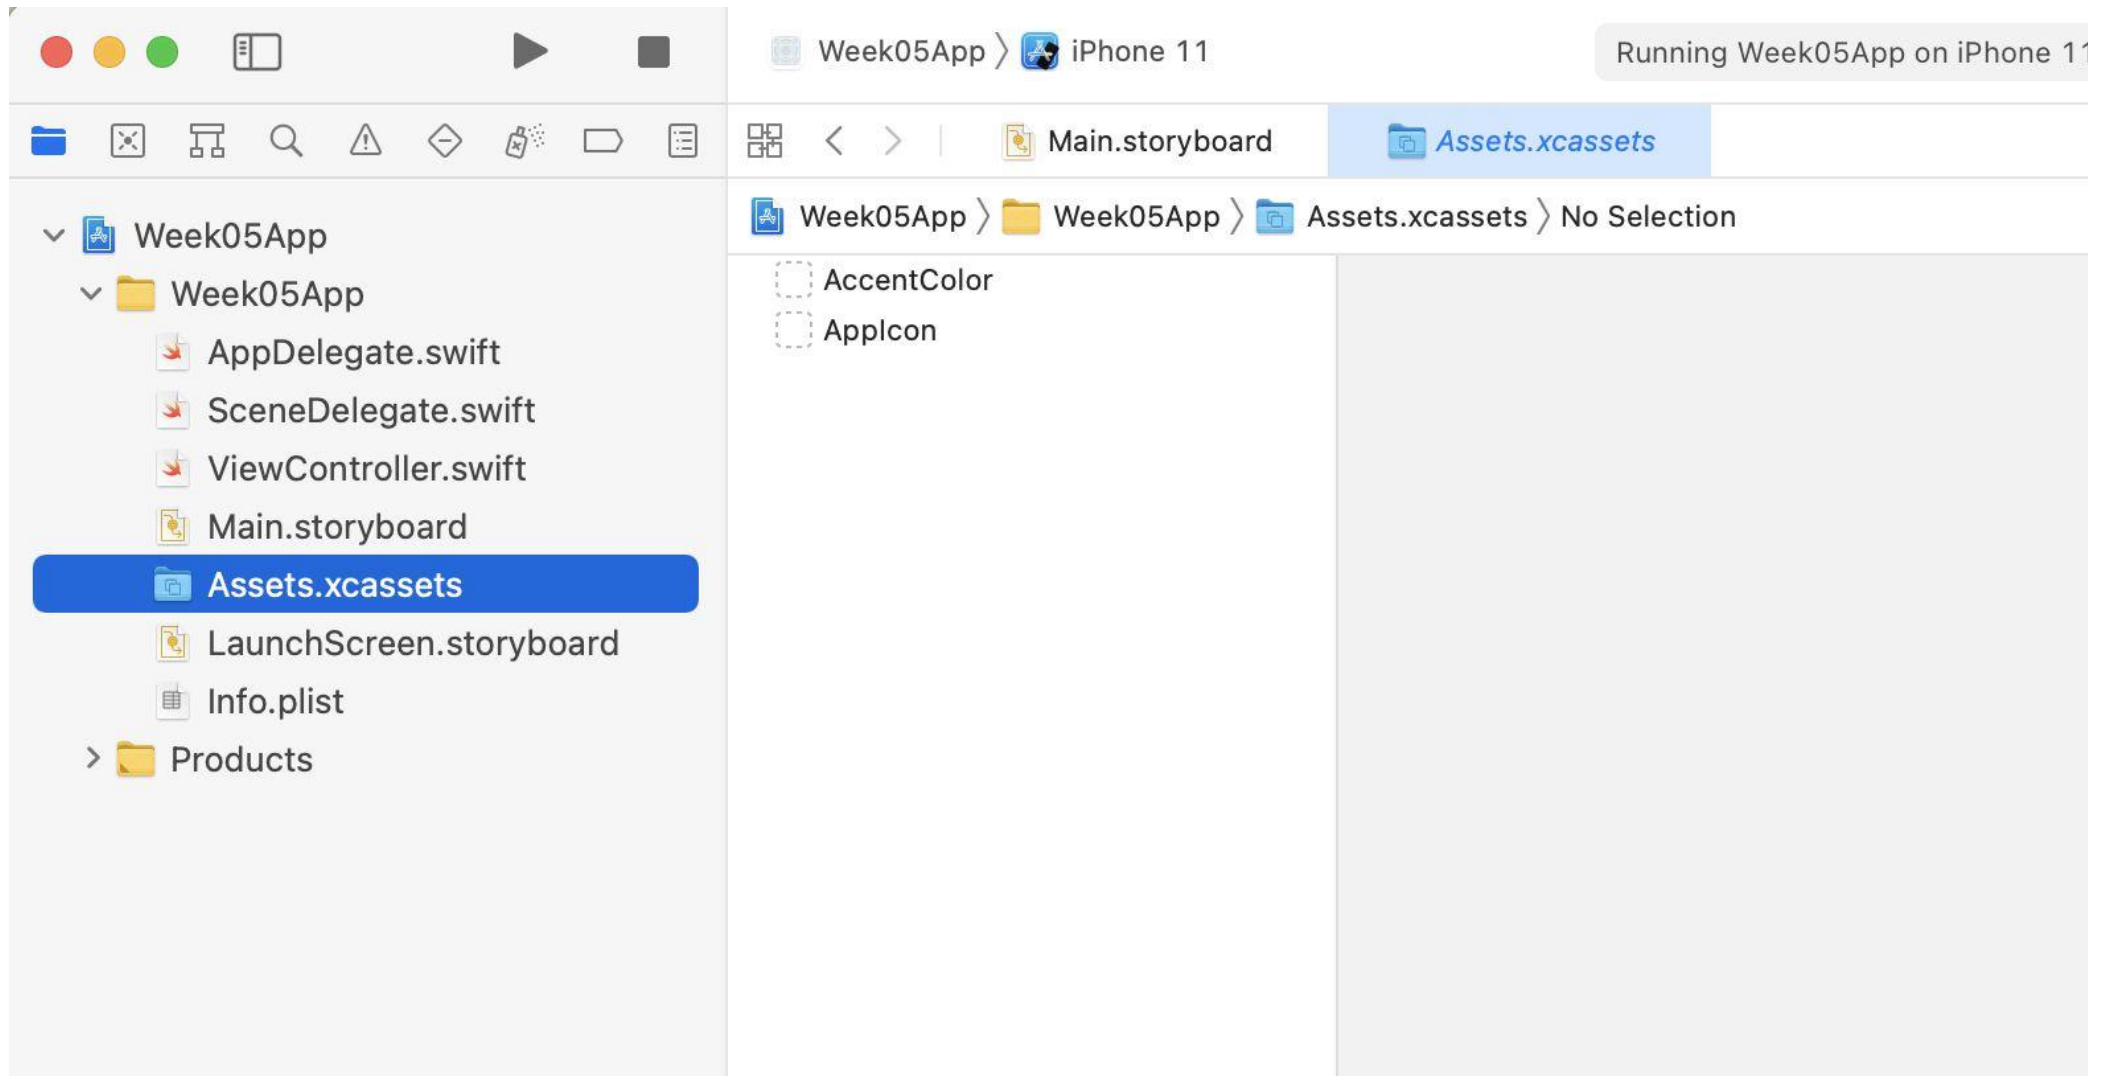 Week05App 〉 iPhone 11
Running Week05App on iPhone 11
Main.storyboard
Assets.xcassets
Week05App 〉 Week05App 〉 Assets.xcassets 〉 No Selection
Week05App
Week05App
AppDelegate.swift
SceneDelegate.swift
ViewController.swift
Main.storyboard
Assets.xcassets
LaunchScreen.storyboard
Info.plist
Products
AccentColor
AppIcon